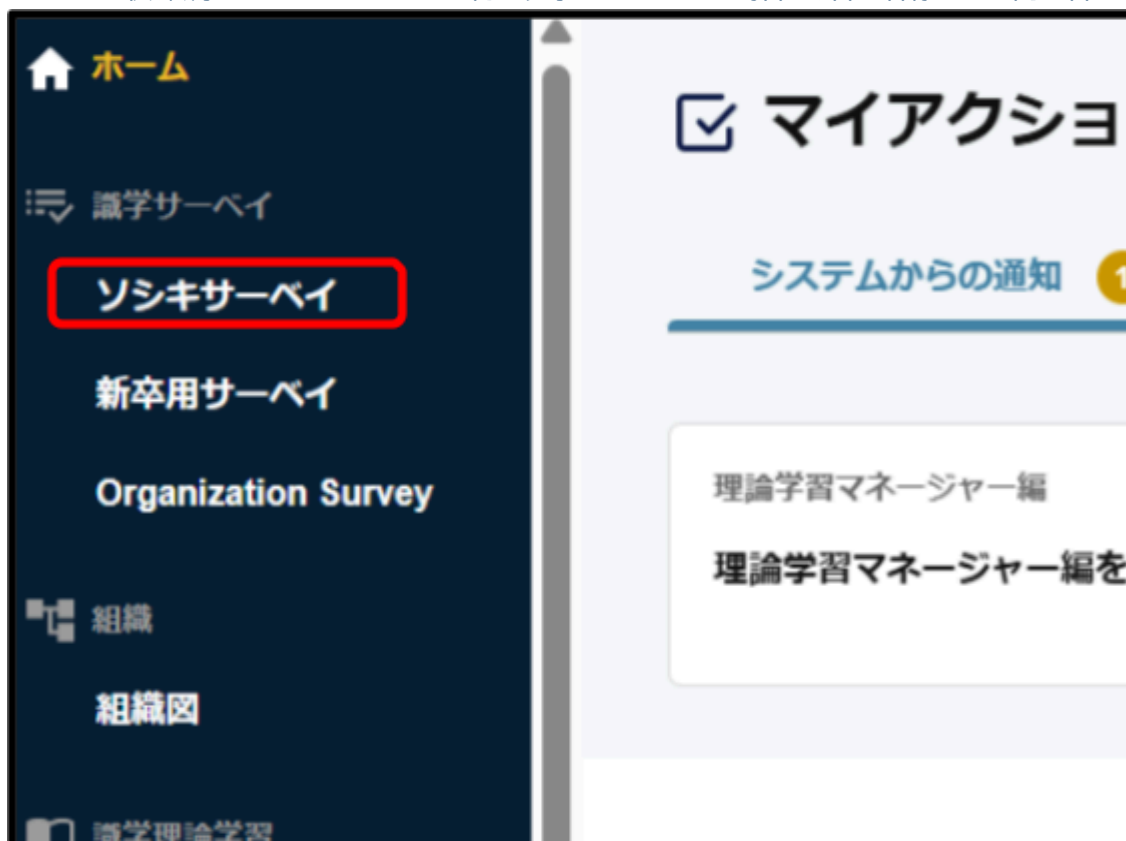 ホーム
識学サーベイ
ソシキサーベイ
新卒用サーベイ
Organization Survey
組織
組織図
識学理論学習
マイアクショ
システムからの通知 1
理論学習マネージャー編
理論学習マネージャー編を